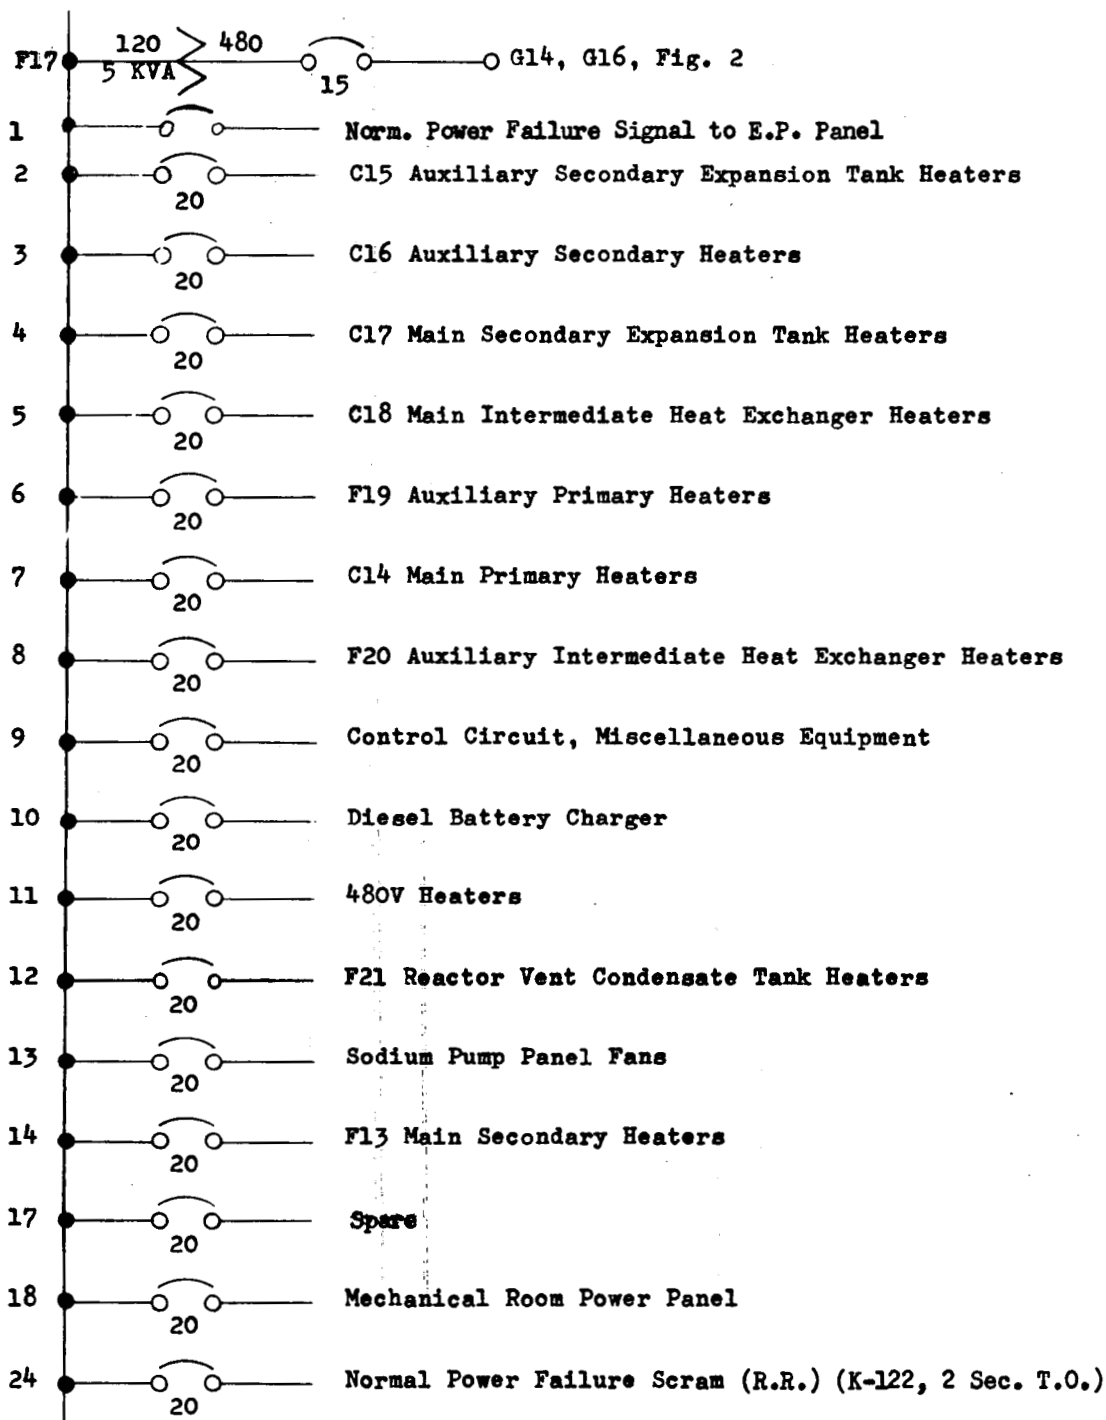 F17 120 480 G14, G16, Fig. 2
5 KVA 15
1 Norm. Power Failure Signal to E.P. Panel
2 C15 Auxiliary Secondary Expansion Tank Heaters
20
3 C16 Auxiliary Secondary Heaters
20
4 C17 Main Secondary Expansion Tank Heaters
20
5 C18 Main Intermediate Heat Exchanger Heaters
20
6 F19 Auxiliary Primary Heaters
20
7 C14 Main Primary Heaters
20
8 F20 Auxiliary Intermediate Heat Exchanger Heaters
20
9 Control Circuit, Miscellaneous Equipment
20
10 Diesel Battery Charger
20
11 480V Heaters
20
12 F21 Reactor Vent Condensate Tank Heaters
20
13 Sodium Pump Panel Fans
20
14 F13 Main Secondary Heaters
20
17 Spare
20
18 Mechanical Room Power Panel
20
24 Normal Power Failure Scram (R.R.) (K-122, 2 Sec. T.O.)
20